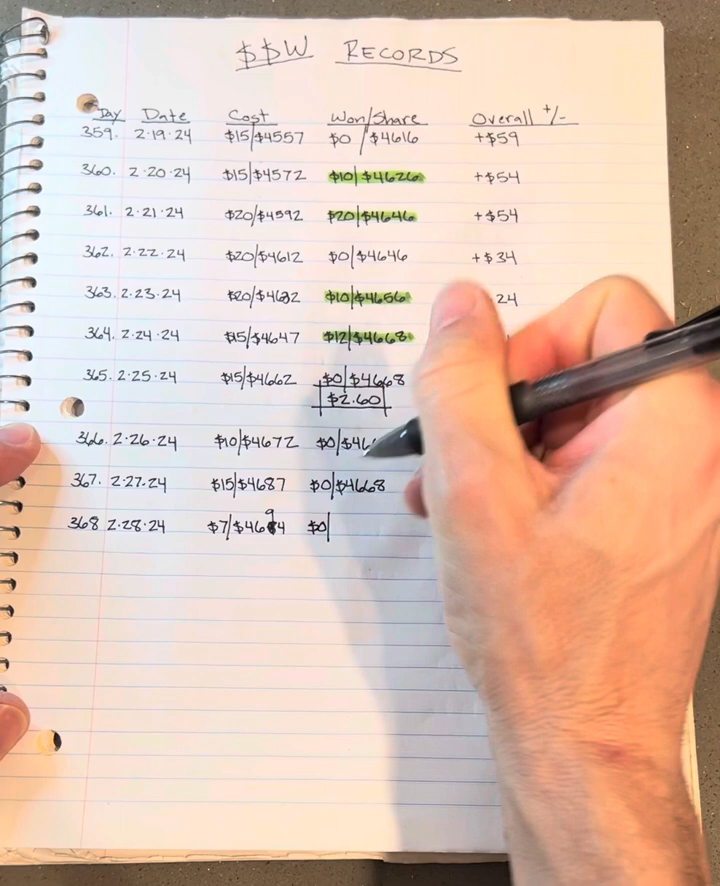 $$W RECORDS
Day Date Cost Won/Share Overall +/-
359. 2·19·24 $15/$4557 $0/$4616 +$59
360. 2·20·24 $15/$4572 $10/$4626 +$54
361. 2·21·24 $20/$4592 $20/$4646 +$54
362. 2·22·24 $20/$4612 $0/$4646 +$34
363. 2·23·24 $20/$4632 $10/$4656 24
364. 2·24·24 $15/$4647 $12/$4668
365. 2·25·24 $15/$4662 $0/$4668
$2.60
366. 2·26·24 $10/$4672 $0/$46
367. 2·27·24 $15/$4687 $0/$4668
368 2·28·24 $7/$4694 $0/